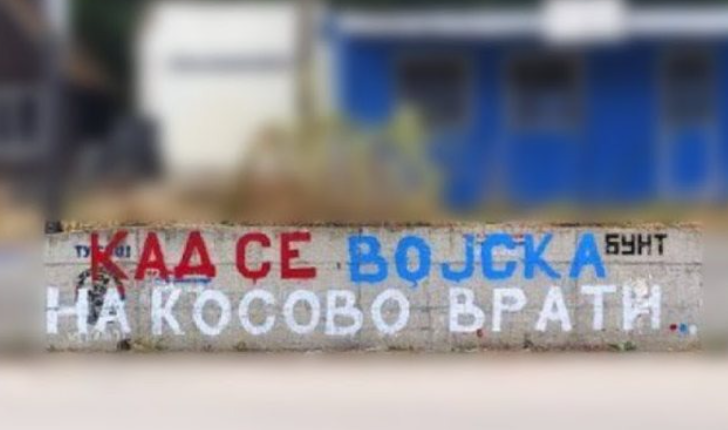 КАД СЕ ВОЈСКА
БУНТ
НА КОСОВО ВРАТИ